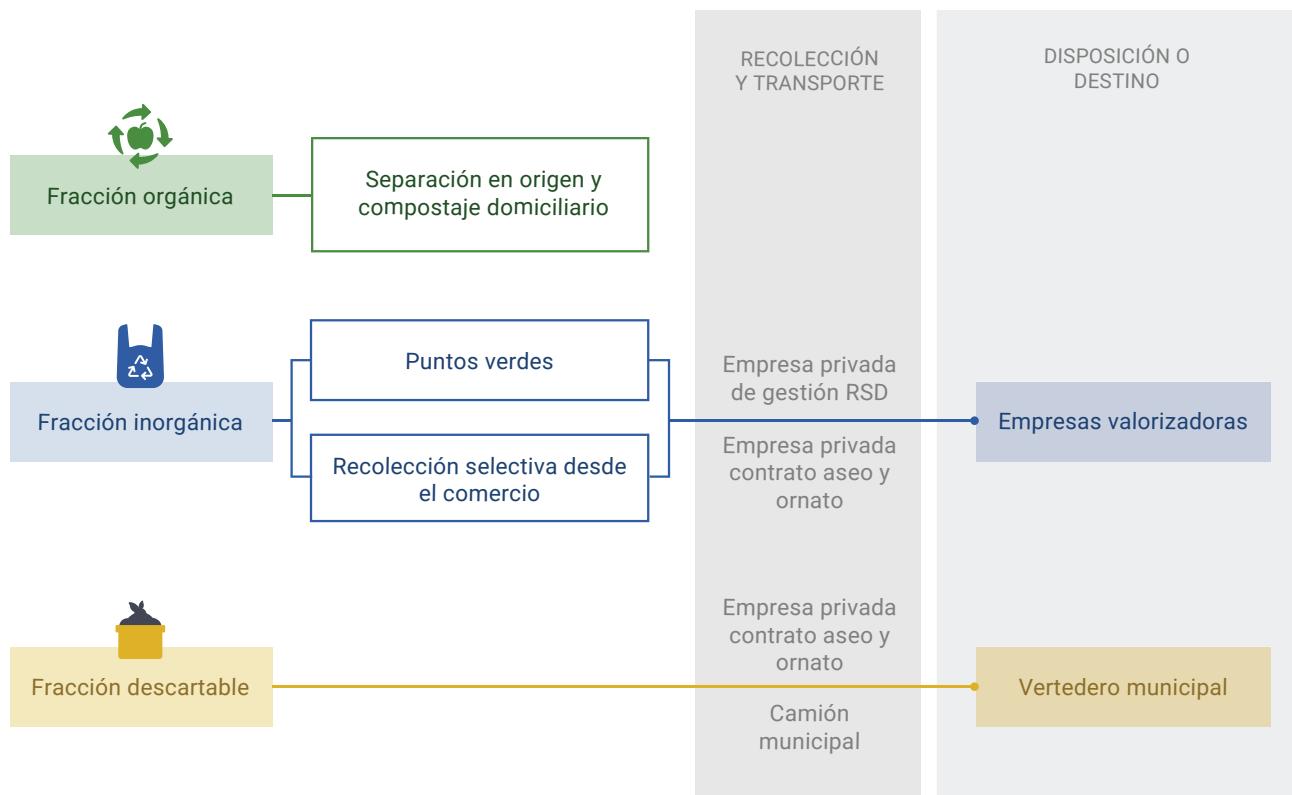 RECOLECCIÓN
Y TRANSPORTE
DISPOSICIÓN O
DESTINO
Fracción orgánica
Separación en origen y
compostaje domiciliario
Fracción inorgánica
Puntos verdes
Recolección selectiva desde
el comercio
Empresa privada
de gestión RSD
Empresa privada
contrato aseo y
ornato
Empresas valorizadoras
Fracción descartable
Empresa privada
contrato aseo y
ornato
Camión
municipal
Vertedero municipal